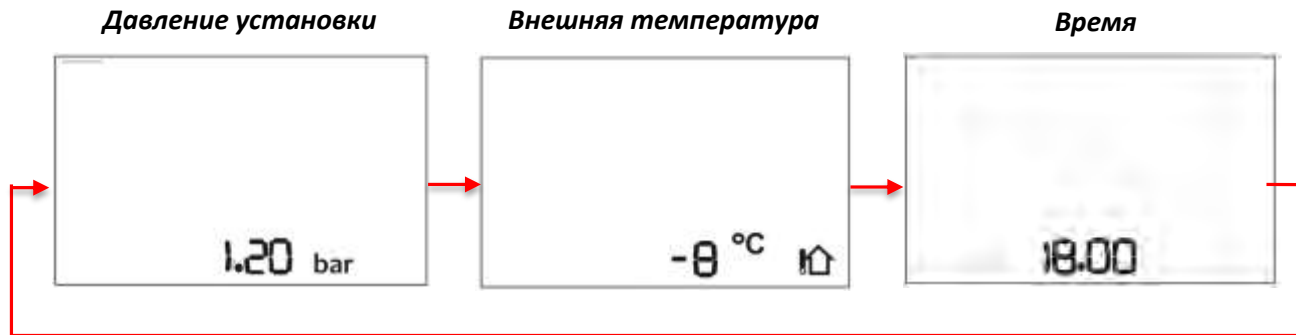 Давление установки
Внешняя температура
Время
1.20 bar
-8 °C
18.00